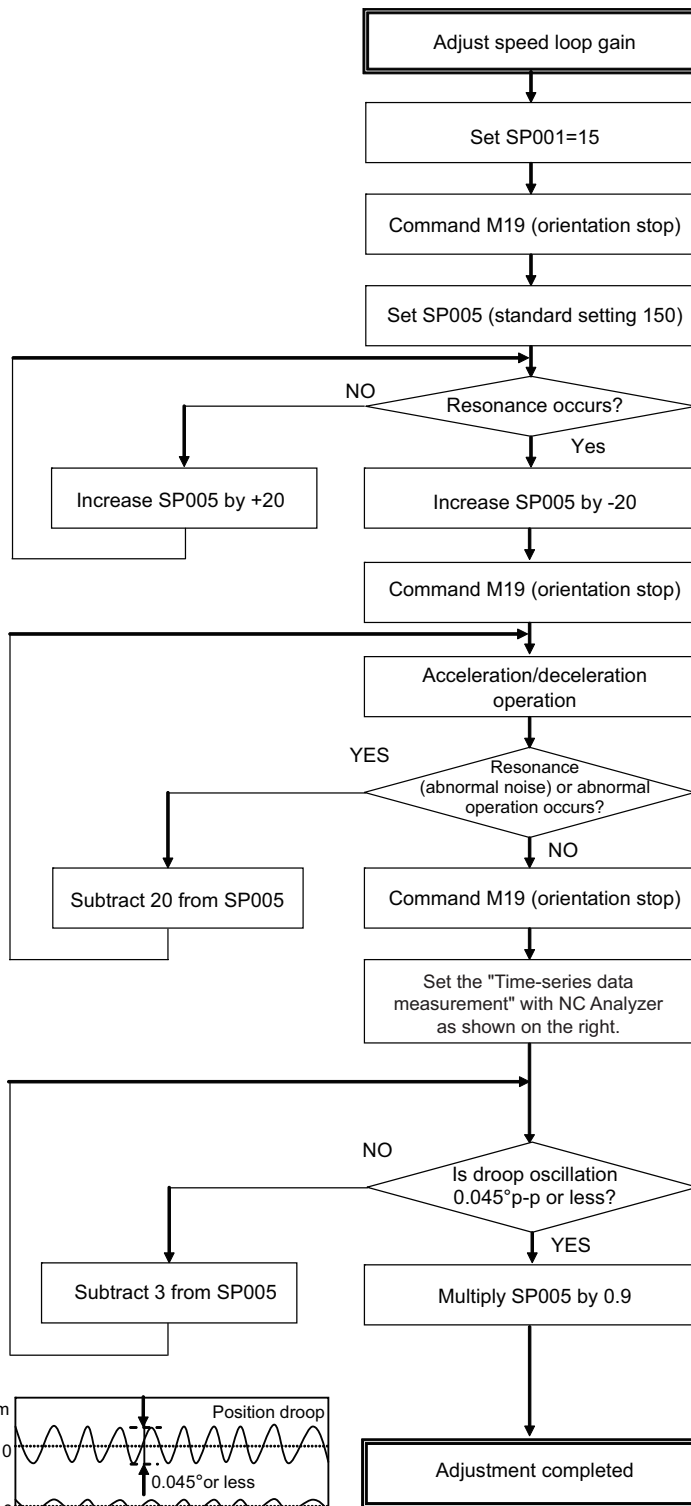 Adjust speed loop gain
Set SP001=15
Command M19 (orientation stop)
Set SP005 (standard setting 150)
NO
Resonance occurs?
Yes
Increase SP005 by +20
Increase SP005 by -20
Command M19 (orientation stop)
Acceleration/deceleration
operation
YES
Resonance
(abnormal noise) or abnormal
operation occurs?
NO
Subtract 20 from SP005
Command M19 (orientation stop)
Set the "Time-series data
measurement" with NC Analyzer
as shown on the right.
NO
Is droop oscillation
0.045°p-p or less?
YES
Subtract 3 from SP005
Multiply SP005 by 0.9
m
Position droop
0
0.045°or less
Adjustment completed